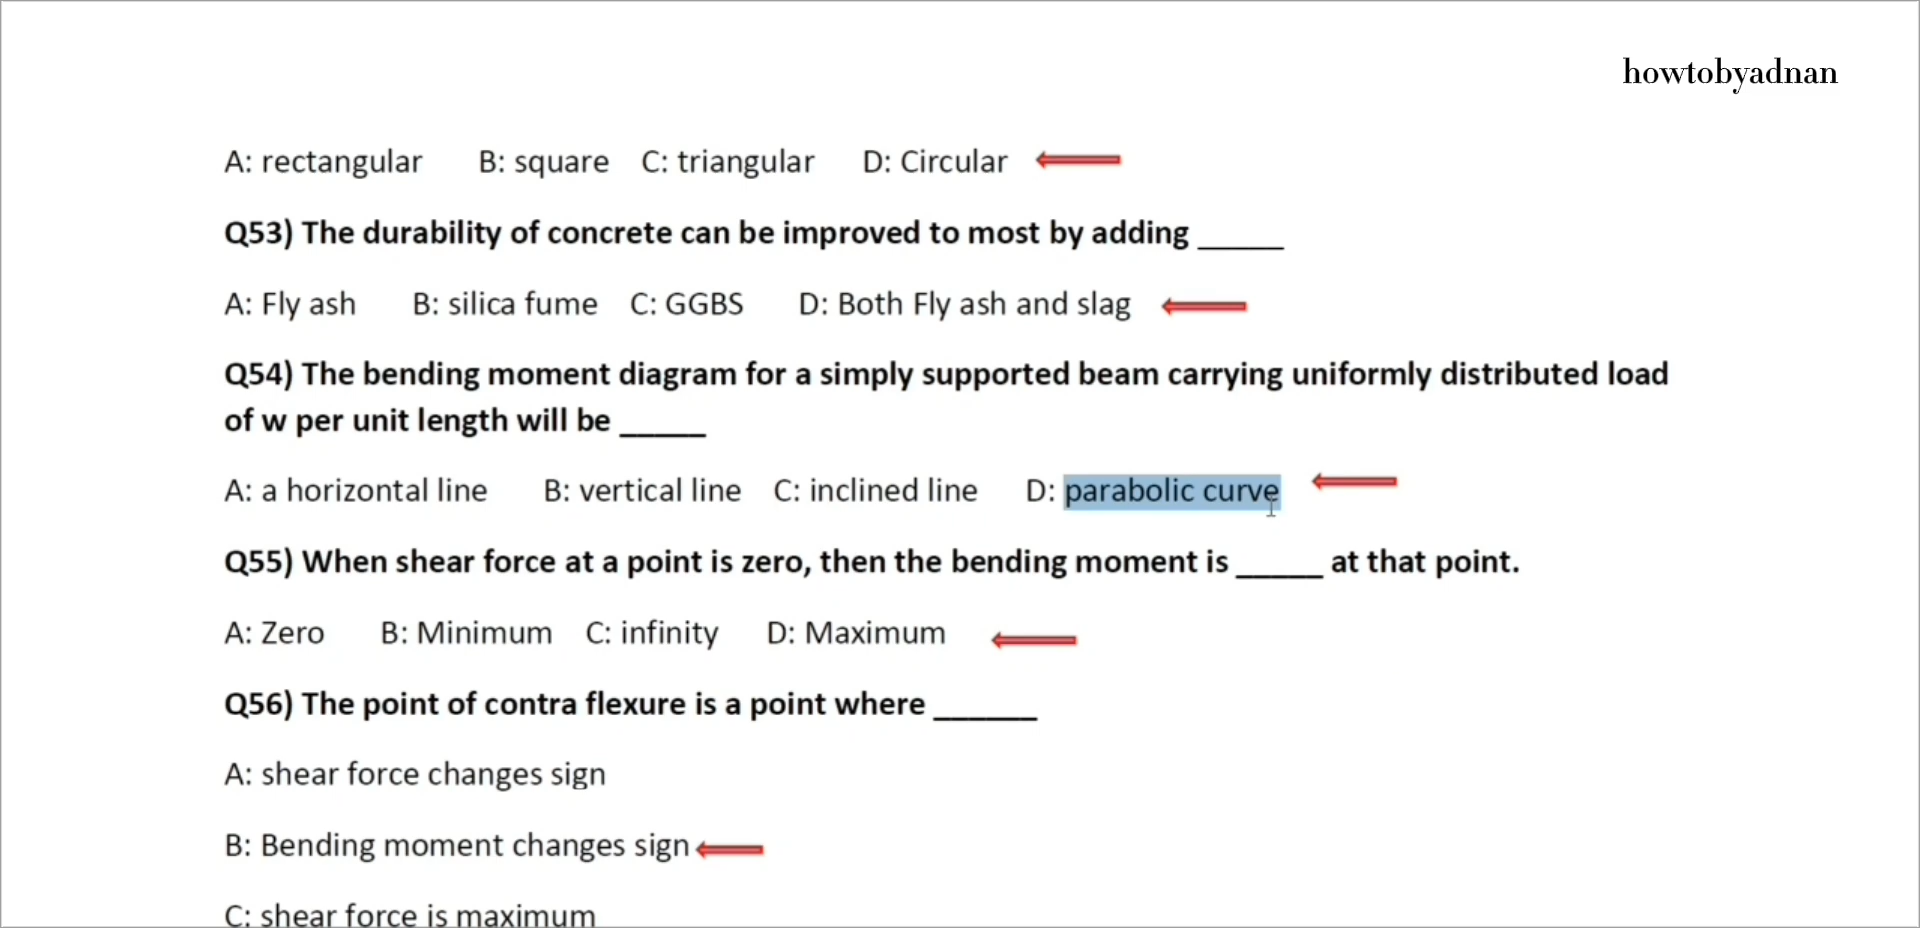 howtobyadnan
A: rectangular B: square C: triangular D: Circular
Q53) The durability of concrete can be improved to most by adding _____
A: Fly ash B: silica fume C: GGBS D: Both Fly ash and slag
Q54) The bending moment diagram for a simply supported beam carrying uniformly distributed load
of w per unit length will be _____
A: a horizontal line B: vertical line C: inclined line D: parabolic curve
Q55) When shear force at a point is zero, then the bending moment is _____ at that point.
A: Zero B: Minimum C: infinity D: Maximum
Q56) The point of contra flexure is a point where ______
A: shear force changes sign
B: Bending moment changes sign
C: shear force is maximum